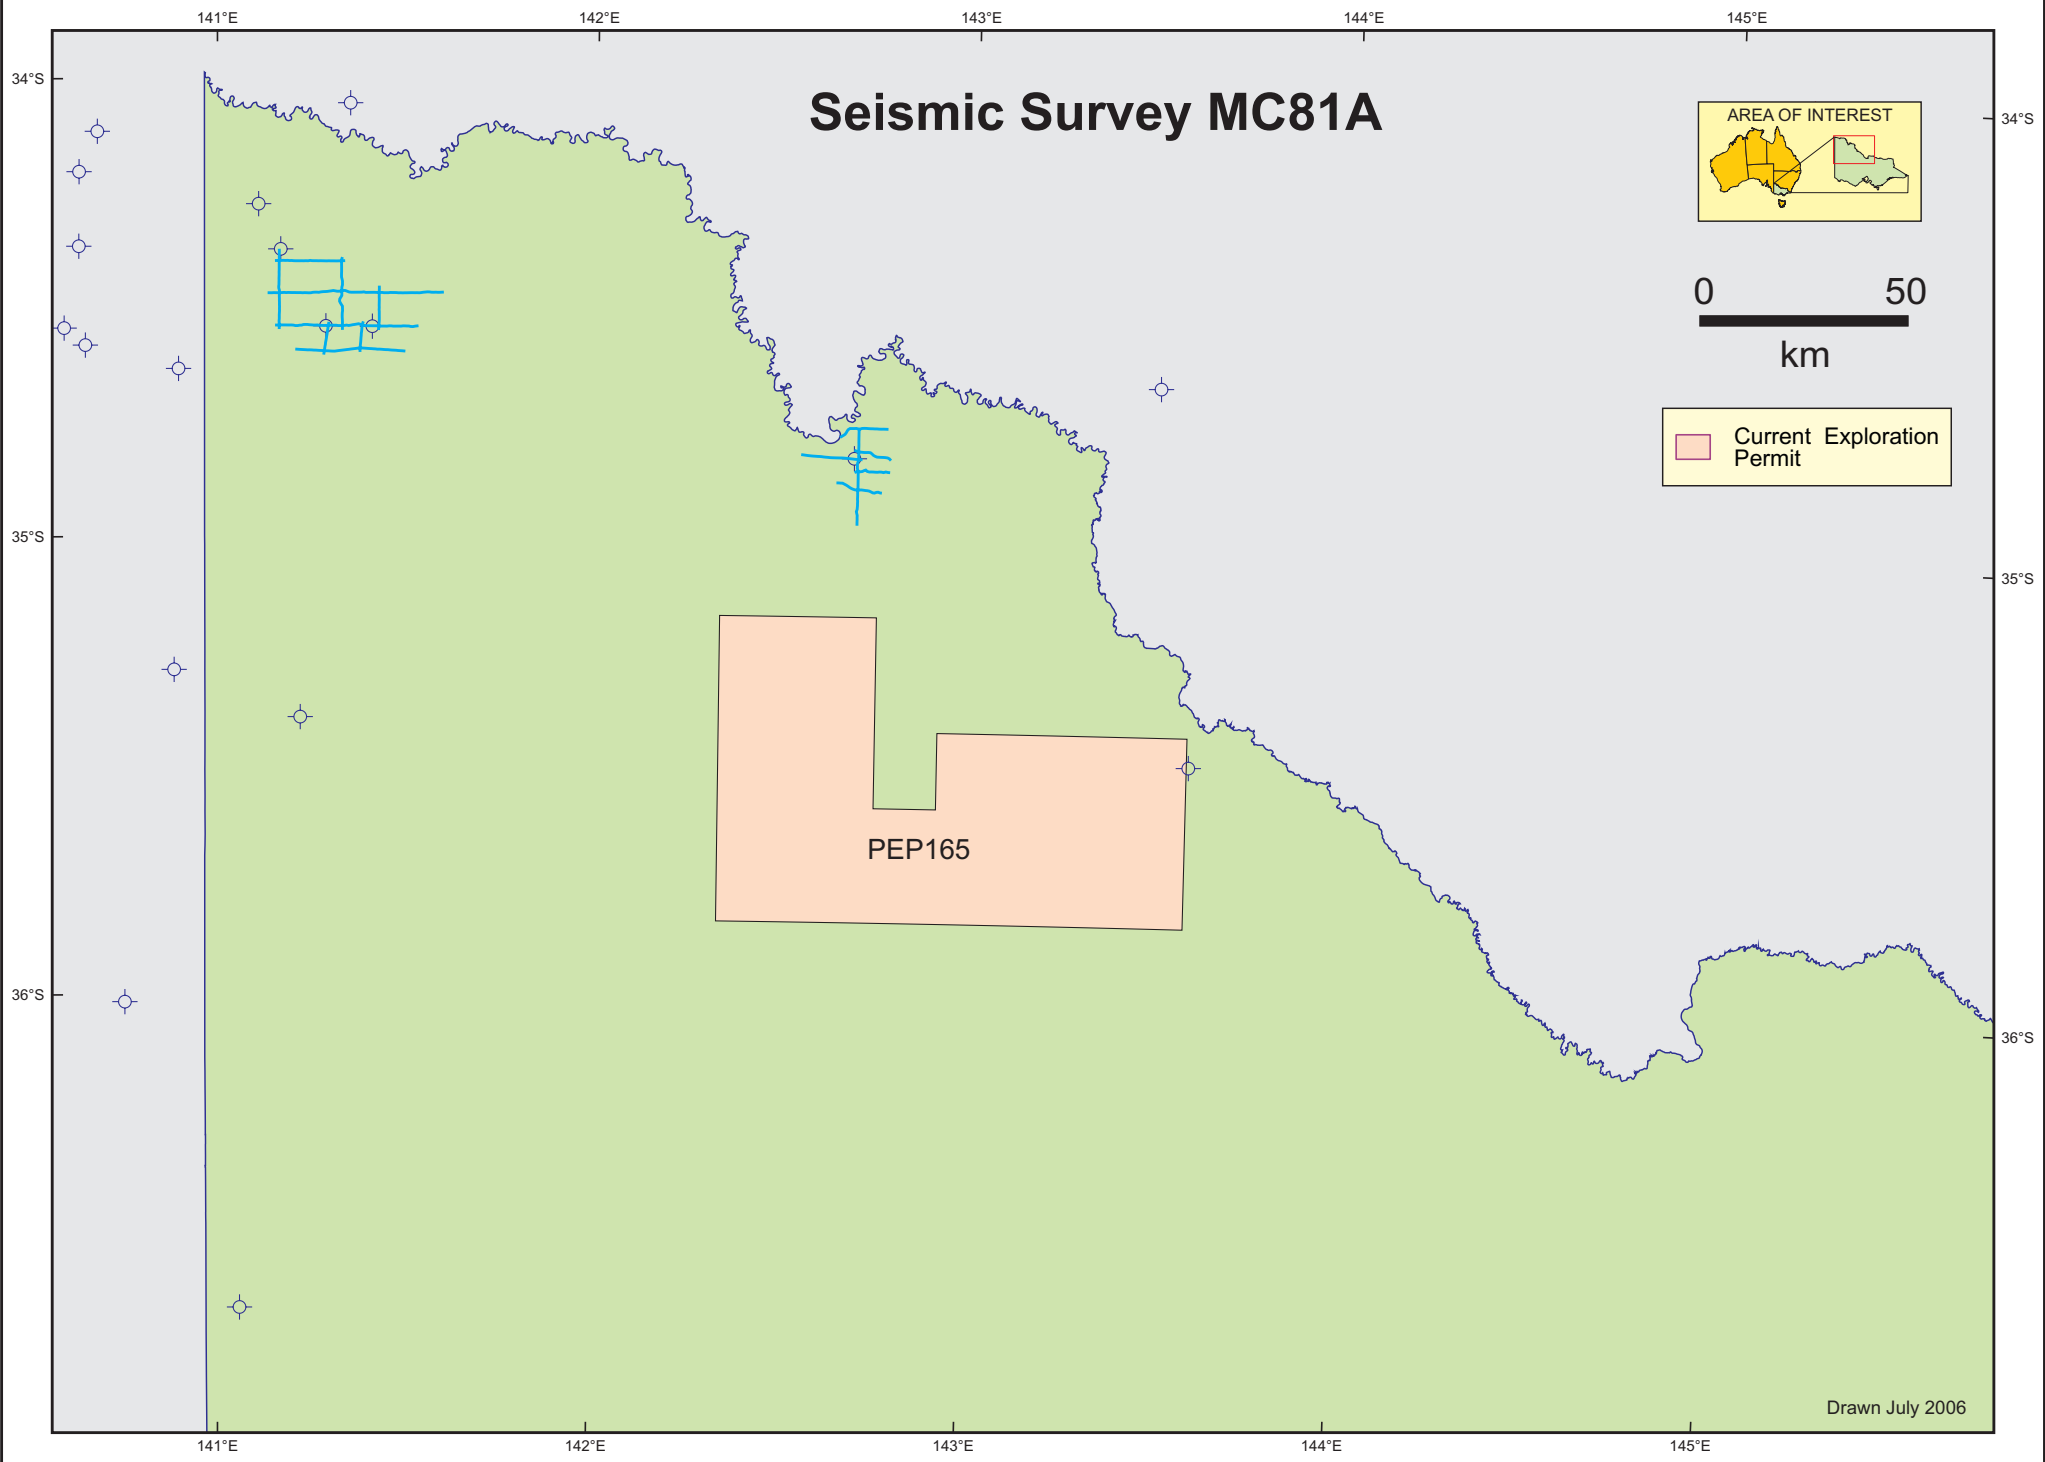 141°E 142°E 143°E 144°E 145°E
34°S
Seismic Survey MC81A
AREA OF INTEREST
34°S
0 50
km
Current Exploration
Permit
35°S
35°S
PEP165
36°S
36°S
Drawn July 2006
141°E 142°E 143°E 144°E 145°E